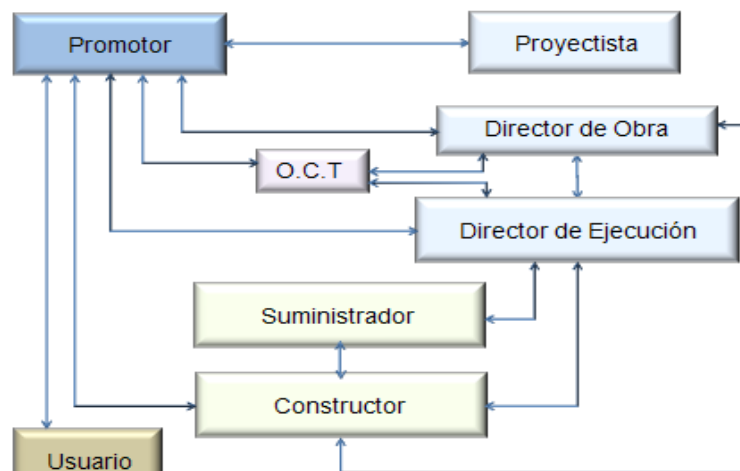 Promotor
Proyectista
Director de Obra
O.C.T
Director de Ejecución
Suministrador
Constructor
Usuario